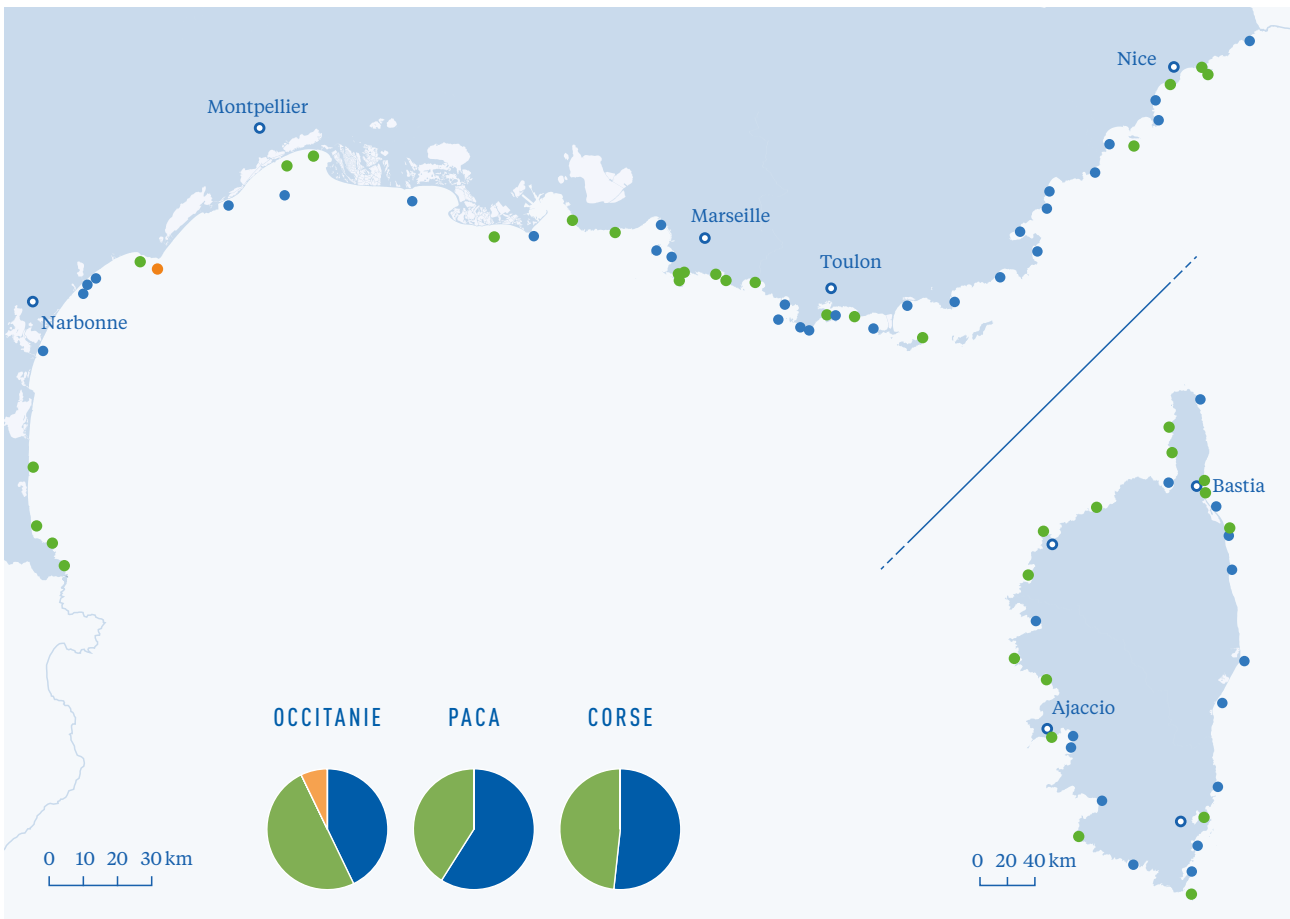 Nice
Montpellier
Marseille
Toulon
Narbonne
Bastia
Ajaccio
OCCITANIE PACA CORSE
0 10 20 30 km
0 20 40 km